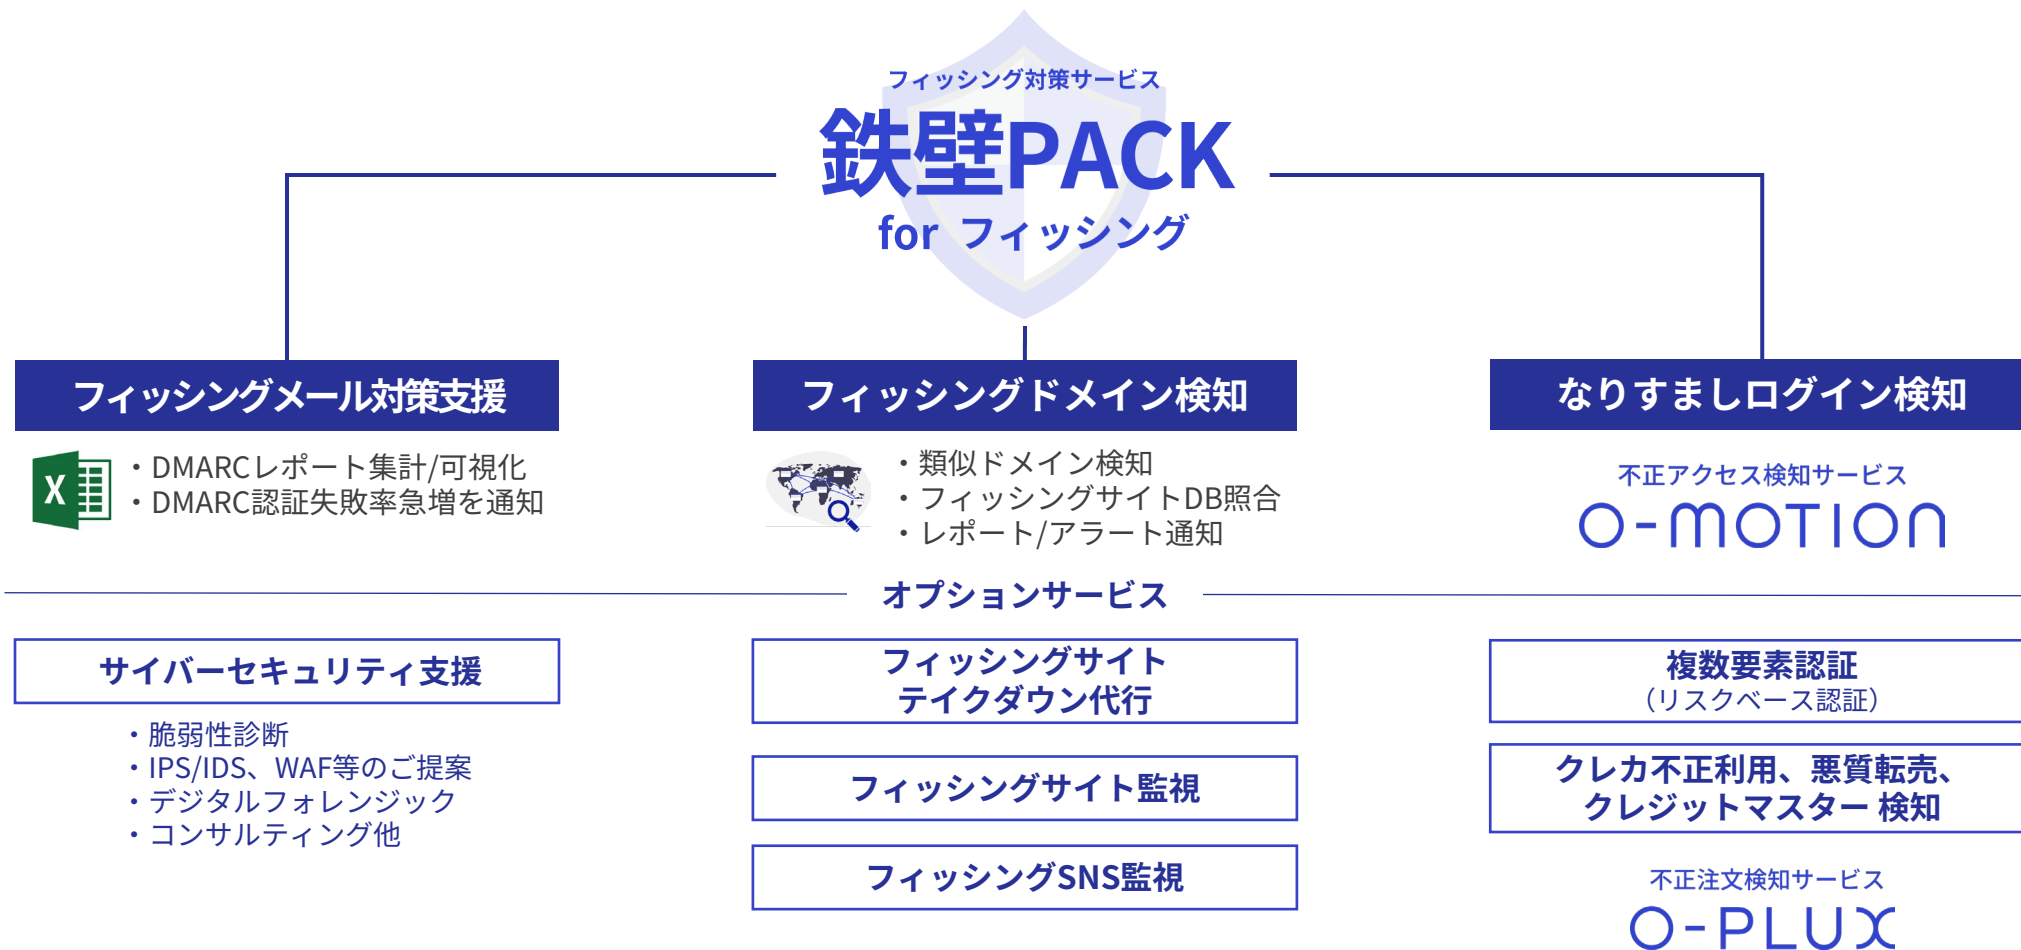 フィッシング対策サービス
鉄壁PACK
for フィッシング
フィッシングメール対策支援
・DMARCレポート集計/可視化
・DMARC認証失敗率急増を通知
フィッシングドメイン検知
・類似ドメイン検知
・フィッシングサイトDB照合
・レポート/アラート通知
なりすましログイン検知
不正アクセス検知サービス
O-MOTION
オプションサービス
サイバーセキュリティ支援
・脆弱性診断
・IPS/IDS、WAF等のご提案
・デジタルフォレンジック
・コンサルティング他
フィッシングサイト
テイクダウン代行
フィッシングサイト監視
フィッシングSNS監視
複数要素認証
（リスクベース認証）
クレカ不正利用、悪質転売、
クレジットマスター 検知
不正注文検知サービス
O-PLUX